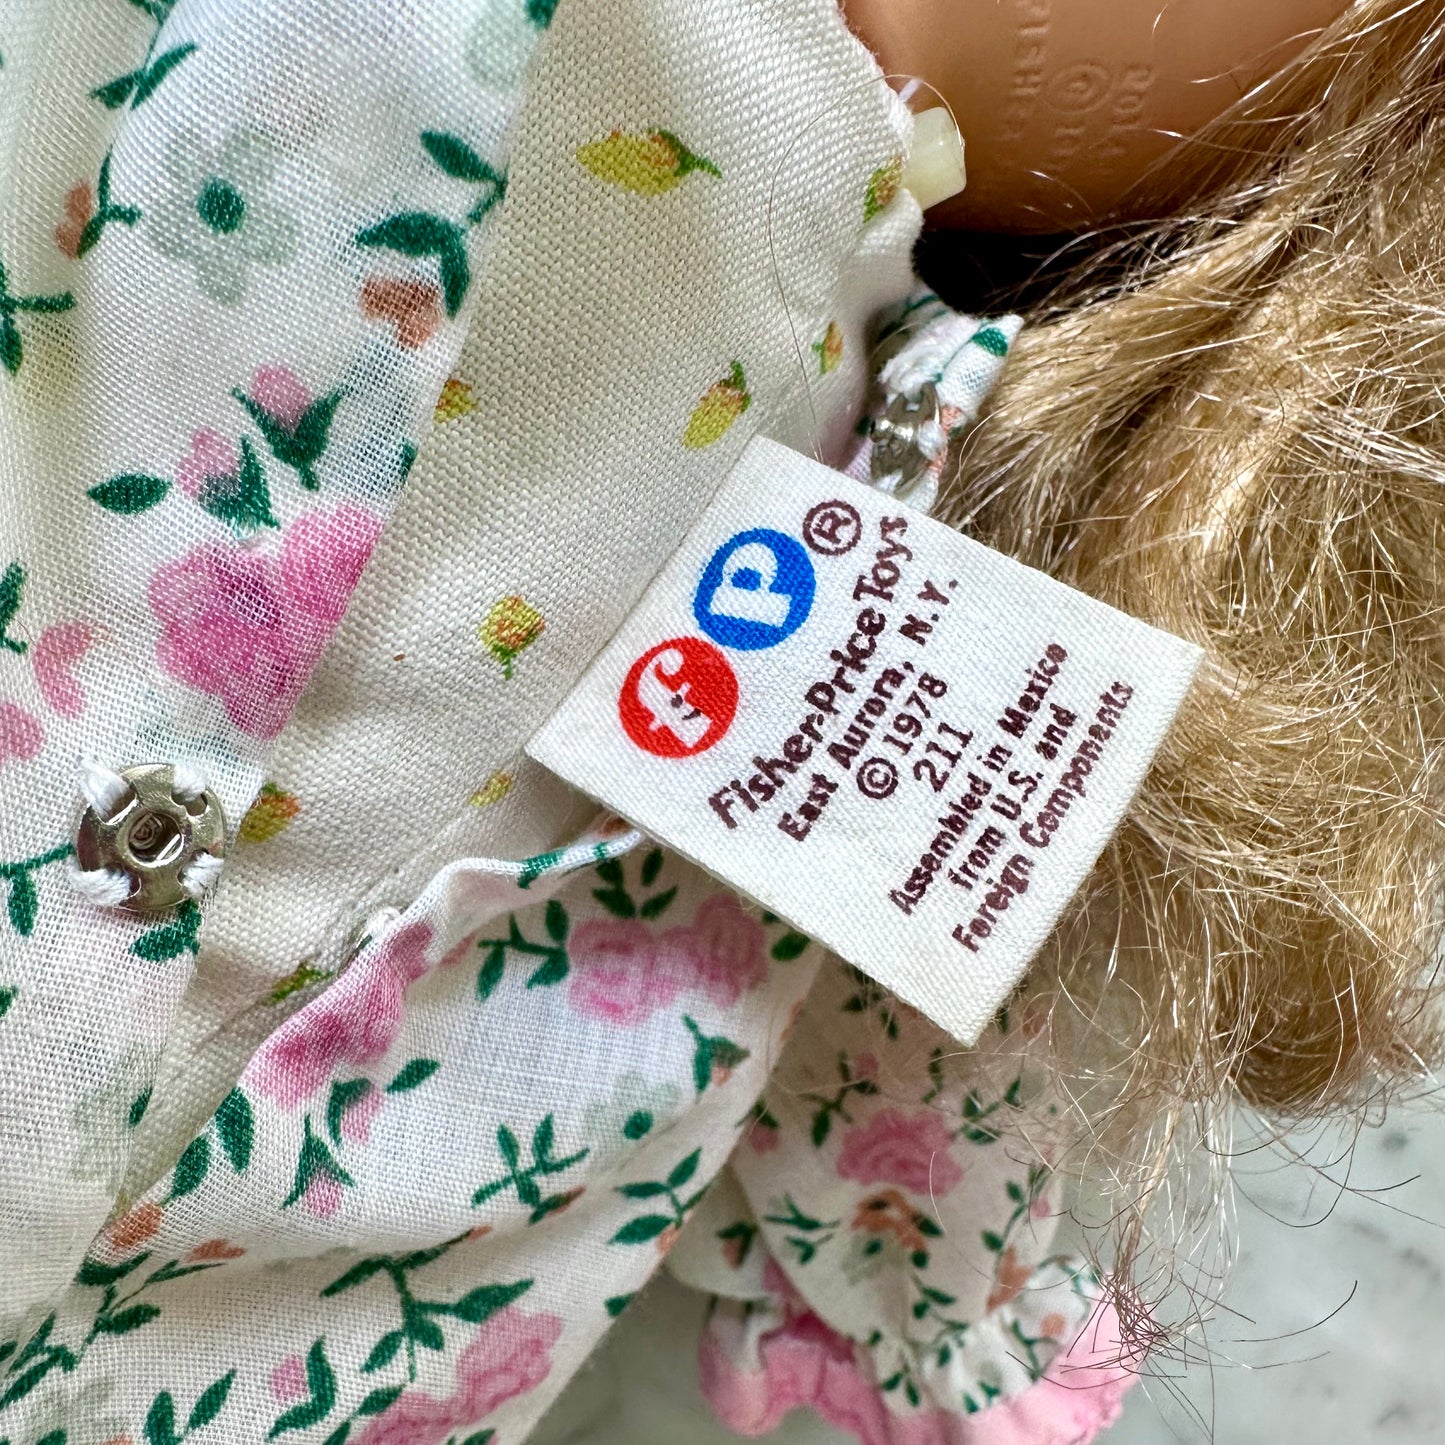 fp®
Fisher-Price Toys
East Aurora, N.Y.
© 1978
211
Assembled in Mexico
from U.S. and
Foreign Components